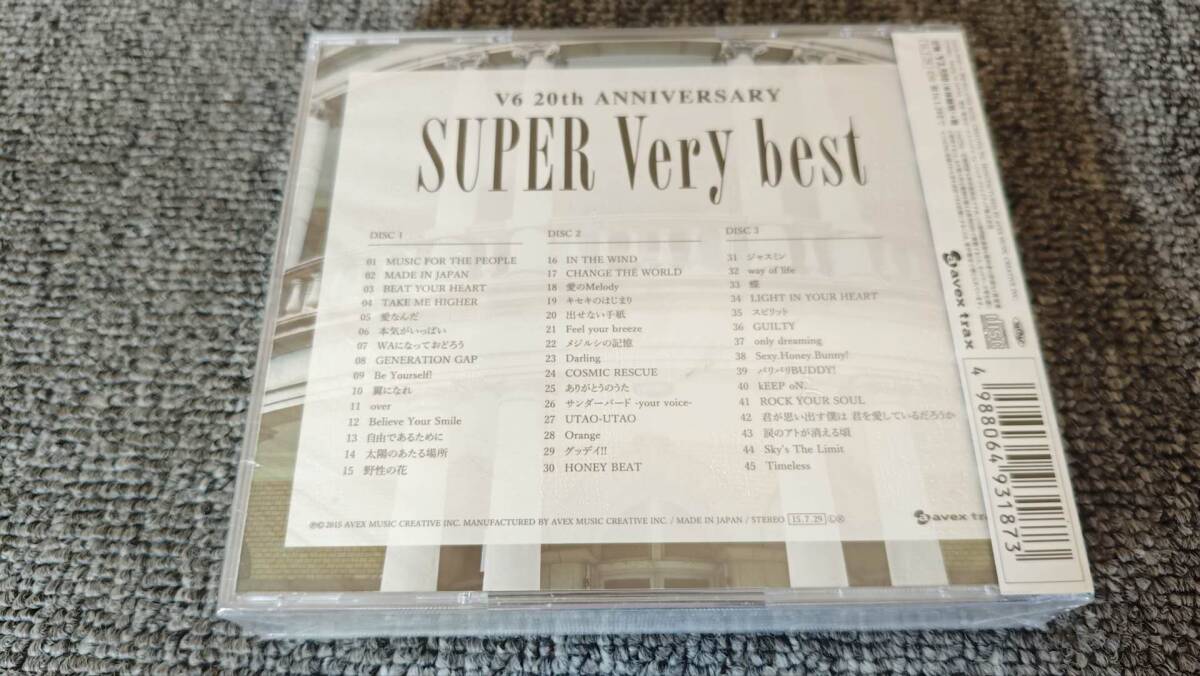 V6 20th ANNIVERSARY
SUPER Very best
DISC 1
01 MUSIC FOR THE PEOPLE
02 MADE IN JAPAN
03 BEAT YOUR HEART
04 TAKE ME HIGHER
05 愛なんだ
06 本気がいっぱい
07 WAになっておどろう
08 GENERATION GAP
09 Be Yourself!
10 翼になれ
11 over
12 Believe Your Smile
13 自由であるために
14 太陽のあたる場所
15 野性の花
DISC 2
16 IN THE WIND
17 CHANGE THE WORLD
18 愛のMelody
19 キセキのはじまり
20 出せない手紙
21 Feel your breeze
22 メジルシの記憶
23 Darling
24 COSMIC RESCUE
25 ありがとうのうた
26 サンダーバード -your voice-
27 UTAO-UTAO
28 Orange
29 グッデイ!!
30 HONEY BEAT
DISC 3
31 ジャスミン
32 way of life
33 蝶
34 LIGHT IN YOUR HEART
35 スピリット
36 GUILTY
37 only dreaming
38 Sexy.Honey.Bunny!
39 バリバリBUDDY!
40 kEEP oN.
41 ROCK YOUR SOUL
42 君が思い出す僕は 君を愛しているだろうか
43 涙のアトが消える頃
44 Sky's The Limit
45 Timeless
℗© 2015 AVEX MUSIC CREATIVE INC. MANUFACTURED BY AVEX MUSIC CREATIVE INC. / MADE IN JAPAN / STEREO 15.7.29 Ⓛ Ⓡ
avex tra
avex trax
4 988064 931873